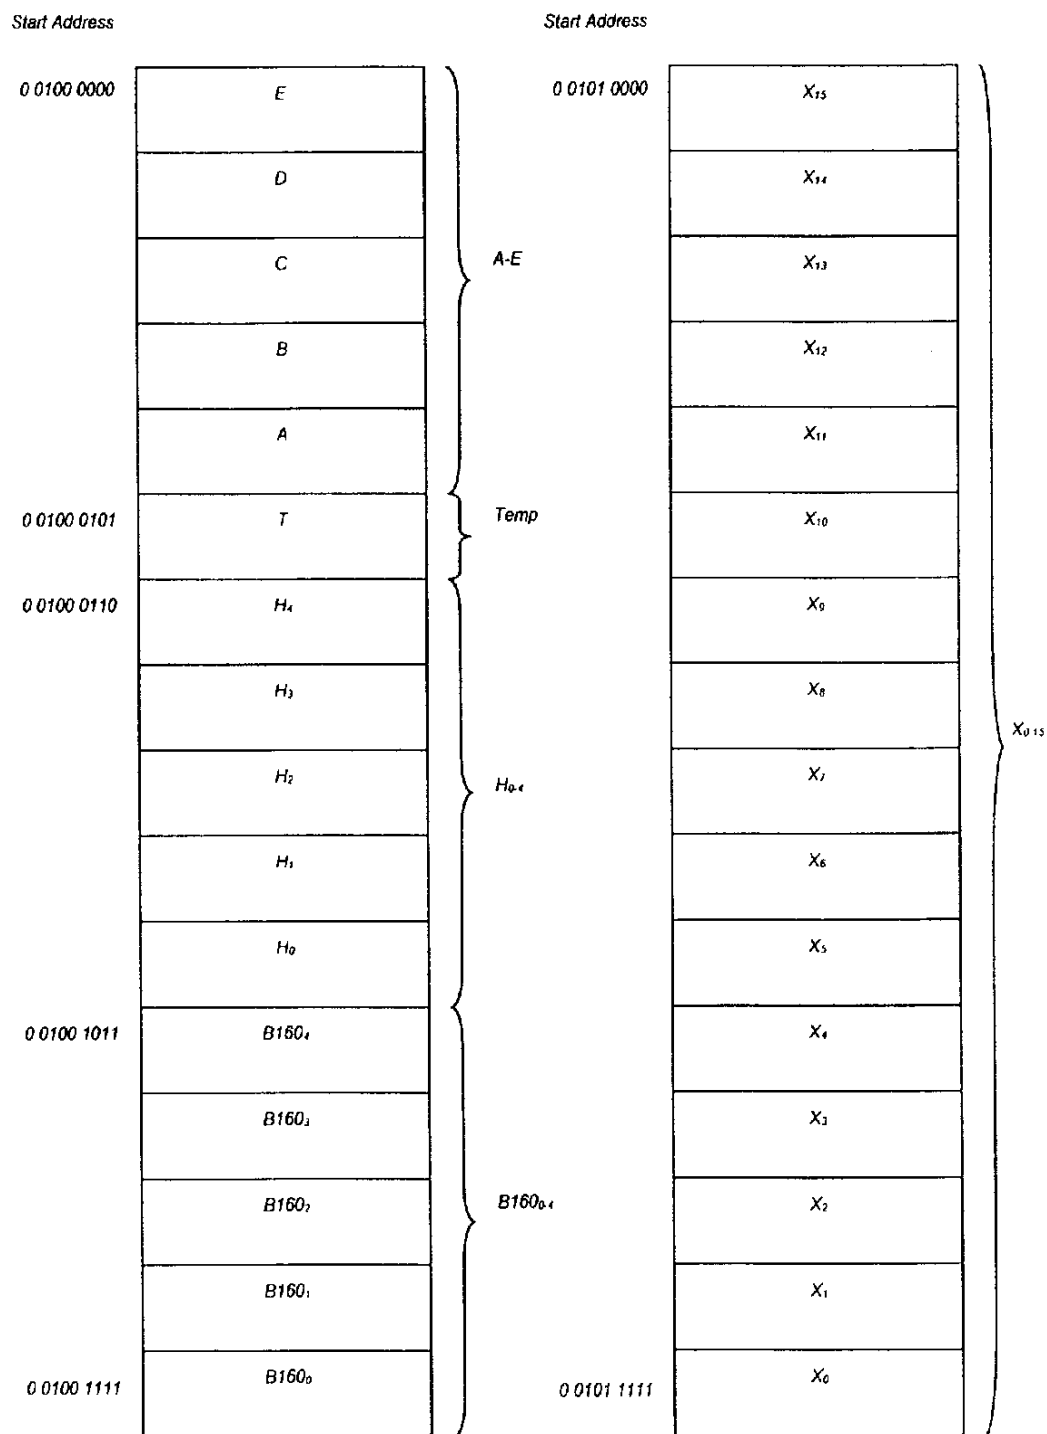 Start Address
0 0100 0000
E
D
C
B
A
A-E
0 0100 0101
T
Temp
0 0100 0110
H₄
H₃
H₂
H₁
H₀
H₀₋₄
0 0100 1011
B160₄
B160₃
B160₂
B160₁
0 0100 1111
B160₀
B160₀₋₄
Start Address
0 0101 0000
X₁₅
X₁₄
X₁₃
X₁₂
X₁₁
X₁₀
X₉
X₈
X₇
X₆
X₅
X₄
X₃
X₂
X₁
0 0101 1111
X₀
X₀₋₁₅